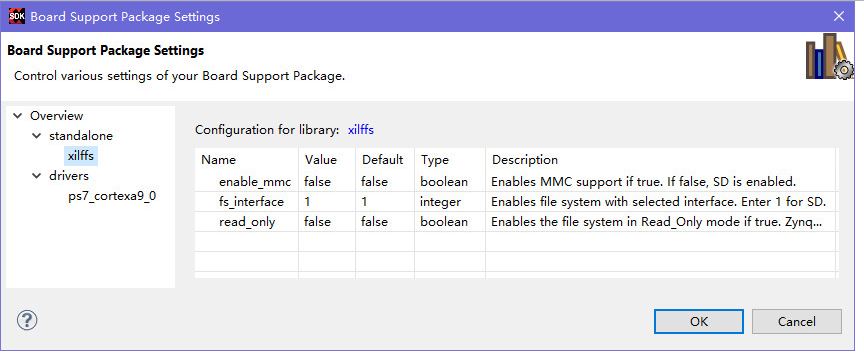 SDK Board Support Package Settings
Board Support Package Settings
Control various settings of your Board Support Package.
Overview
standalone
xilffs
drivers
ps7_cortexa9_0
Configuration for library: xilffs
Name Value Default Type Description
enable_mmc false false boolean Enables MMC support if true. If false, SD is enabled.
fs_interface 1 1 integer Enables file system with selected interface. Enter 1 for SD.
read_only false false boolean Enables the file system in Read_Only mode if true. Zynq...
?
OK Cancel